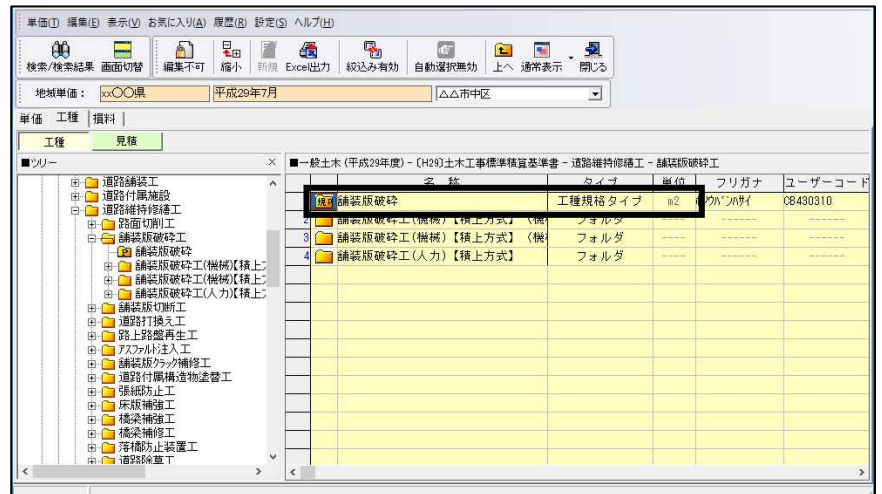 単価(T) 編集(E) 表示(V) お気に入り(A) 履歴(R) 設定(S) ヘルプ(H)
検索/検索結果 画面切替 編集不可 縮小 新規 Excel出力 絞込み有効 自動選択無効 上へ 通常表示 閉じる
地域単価： xx〇〇県 平成29年7月 △△市中区
単価 工種 損料
工種 見積
■ツリー ×
道路舗装工
道路付属施設
道路維持修繕工
路面切削工
舗装版破砕工
舗装版破砕
舗装版破砕工(機械)【積上
舗装版破砕工(機械)【積上
舗装版破砕工(人力)【積上
舗装版切断工
道路打換え工
路上路盤再生工
アスファルト注入工
舗装版クラック補修工
道路付属構造物塗替工
張紙防止工
床版補強工
橋梁補強工
橋梁補修工
落橋防止装置工
道路除草工
■一般土木 (平成29年度) - 〔H29〕土木工事標準積算基準書 - 道路維持修繕工 - 舗装版破砕工
名 称 タイプ 単位 フリガナ ユーザーコード
舗装版破砕 工種規格タイプ m2 CB430310
2 舗装版破砕工(機械)【積上方式】（機 フォルダ ---- ------ ------
3 舗装版破砕工(機械)【積上方式】（機 フォルダ ---- ------ ------
4 舗装版破砕工(人力)【積上方式】 フォルダ ---- ------ ------